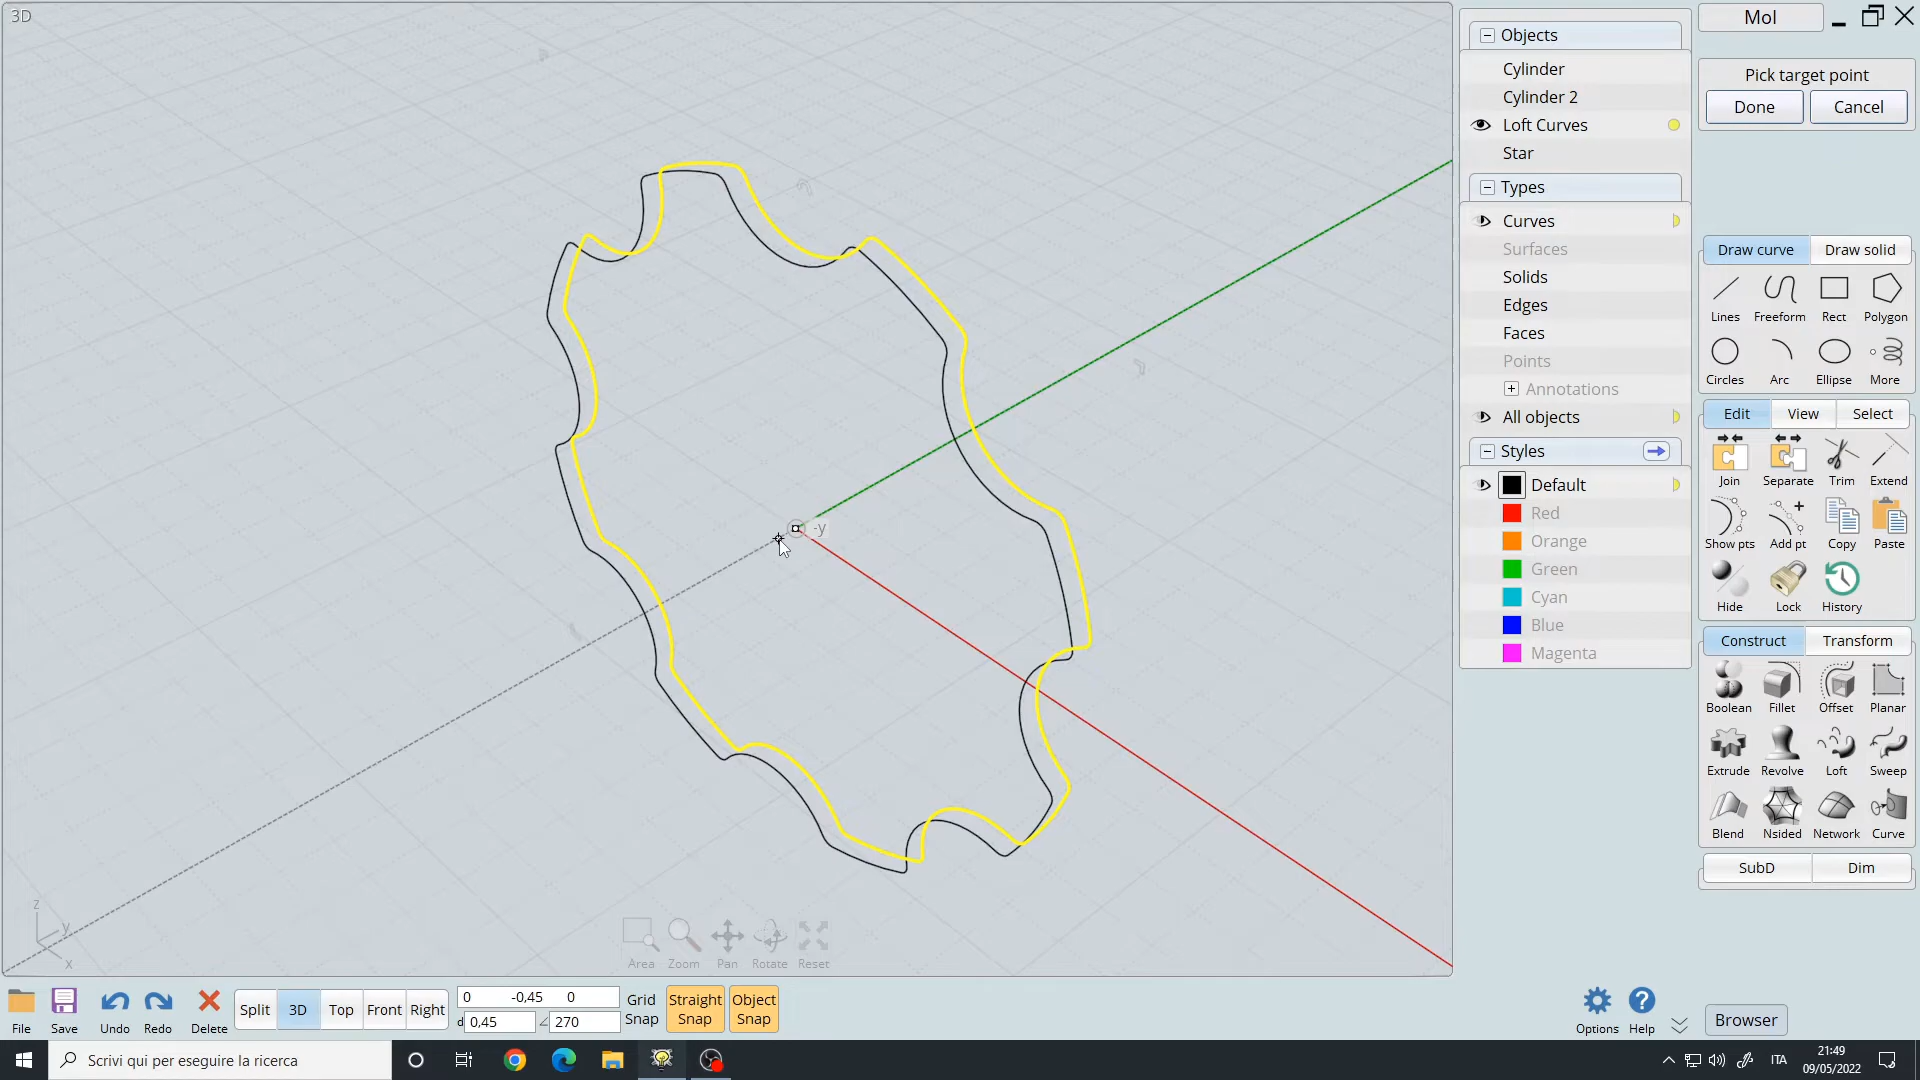 3D
-y
z
y
x
Area
Zoom
Pan
Rotate
Reset
Objects
Cylinder
Cylinder 2
Loft Curves
Star
Types
Curves
Surfaces
Solids
Edges
Faces
Points
Annotations
All objects
Styles
Default
Red
Orange
Green
Cyan
Blue
Magenta
MoI
Pick target point
Done Cancel
Draw curve Draw solid
Lines Freeform Rect Polygon
Circles Arc Ellipse More
Edit View Select
Join Separate Trim Extend
Show pts Add pt Copy Paste
Hide Lock History
Construct Transform
Boolean Fillet Offset Planar
Extrude Revolve Loft Sweep
Blend Nsided Network Curve
SubD Dim
File Save Undo Redo Delete
Split 3D Top Front Right
0 -0,45 0
d 0,45 ∠ 270
Grid Snap
Straight Snap
Object Snap
Options Help
Browser
Scrivi qui per eseguire la ricerca
ITA
21:49
09/05/2022